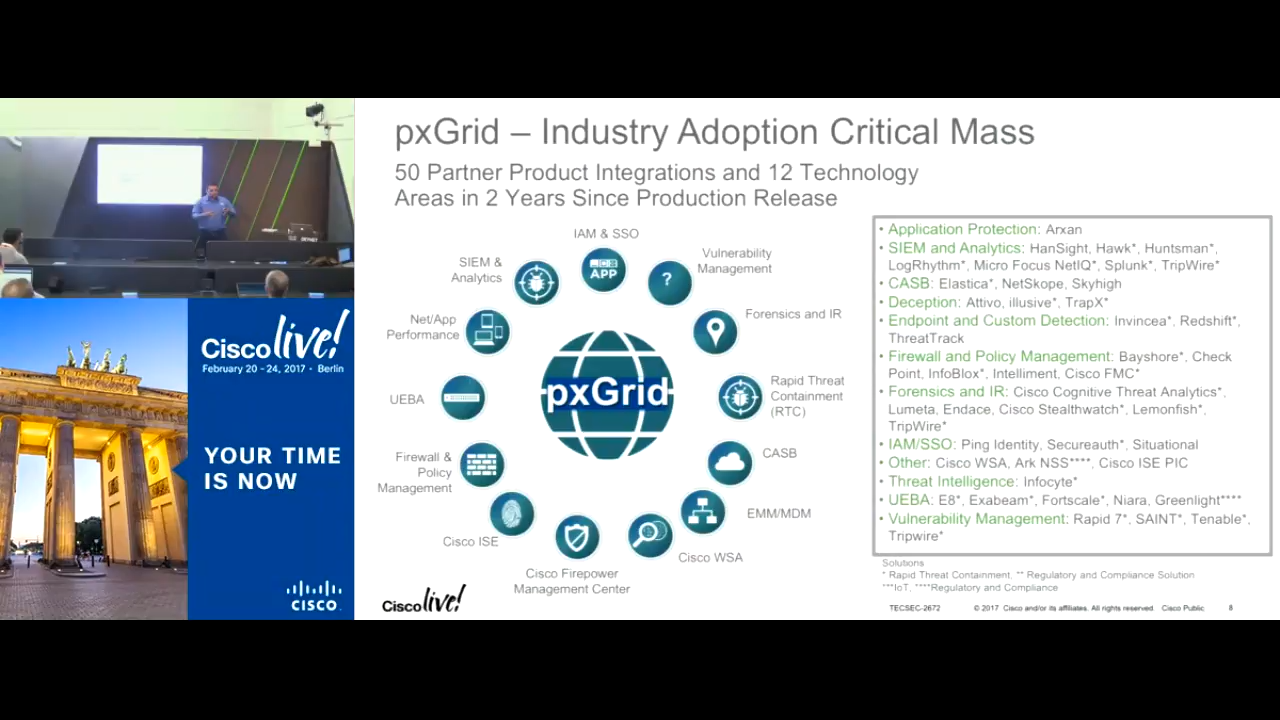 pxGrid – Industry Adoption Critical Mass
50 Partner Product Integrations and 12 Technology
Areas in 2 Years Since Production Release
IAM & SSO
SIEM &
Analytics
Vulnerability
Management
APP
?
Net/App
Performance
Forensics and IR
UEBA
pxGrid
Rapid Threat
Containment
(RTC)
Firewall &
Policy
Management
CASB
Cisco ISE
EMM/MDM
Cisco Firepower
Management Center
Cisco WSA
• Application Protection: Arxan
• SIEM and Analytics: HanSight, Hawk*, Huntsman*,
LogRhythm*, Micro Focus NetIQ*, Splunk*, TripWire*
• CASB: Elastica*, NetSkope, Skyhigh
• Deception: Attivo, illusive*, TrapX*
• Endpoint and Custom Detection: Invincea*, Redshift*,
ThreatTrack
• Firewall and Policy Management: Bayshore*, Check
Point, InfoBlox*, Intelliment, Cisco FMC*
• Forensics and IR: Cisco Cognitive Threat Analytics*,
Lumeta, Endace, Cisco Stealthwatch*, Lemonfish*,
TripWire*
• IAM/SSO: Ping Identity, Secureauth*, Situational
• Other: Cisco WSA, Ark NSS****, Cisco ISE PIC
• Threat Intelligence: Infocyte*
• UEBA: E8*, Exabeam*, Fortscale*, Niara, Greenlight****
• Vulnerability Management: Rapid 7*, SAINT*, Tenable*,
Tripwire*
Solutions
* Rapid Threat Containment, ** Regulatory and Compliance Solution
***IoT, ****Regulatory and Compliance
Cisco live!
TECSEC-2672 © 2017 Cisco and/or its affiliates. All rights reserved. Cisco Public 8
Cisco live!
February 20 - 24, 2017 • Berlin
YOUR TIME
IS NOW
CISCO